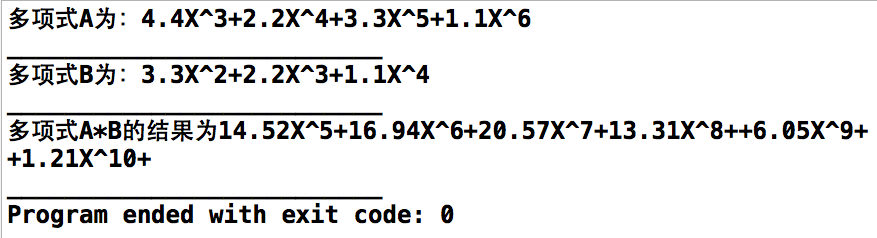 多项式A为：4.4X^3+2.2X^4+3.3X^5+1.1X^6
多项式B为：3.3X^2+2.2X^3+1.1X^4
多项式A*B的结果为14.52X^5+16.94X^6+20.57X^7+13.31X^8++6.05X^9+
+1.21X^10+
Program ended with exit code: 0